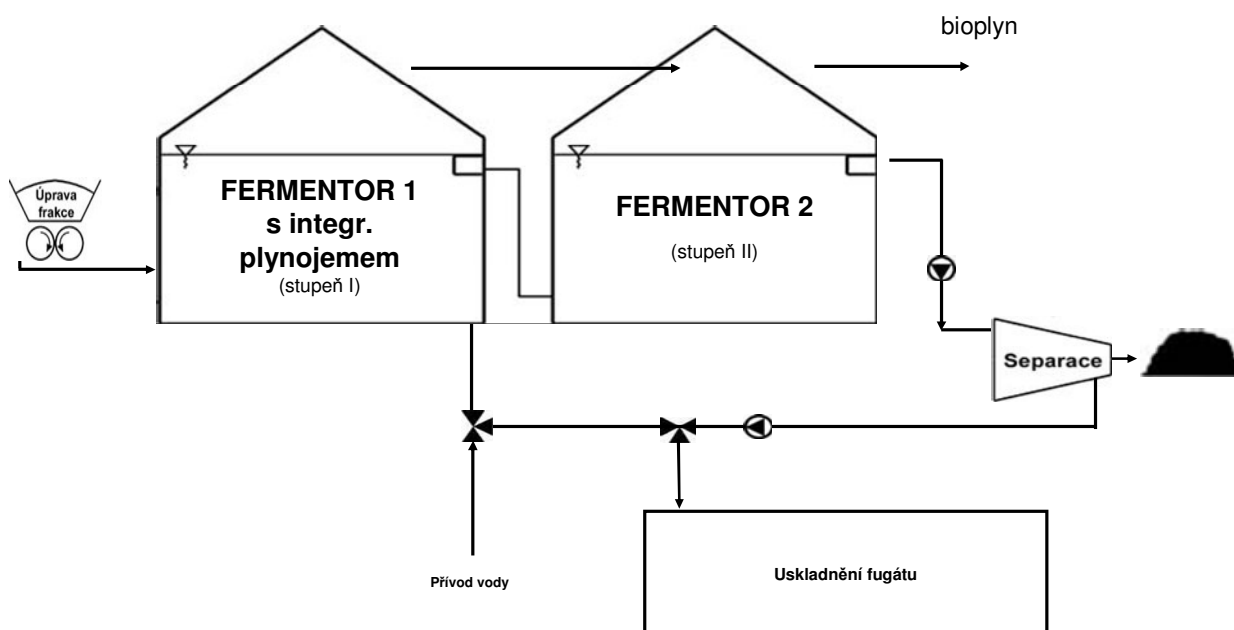 bioplyn
Úprava
frakce
FERMENTOR 1
s integr.
plynojemem
(stupeň I)
FERMENTOR 2
(stupeň II)
Separace
Přívod vody
Uskladnění fugátu